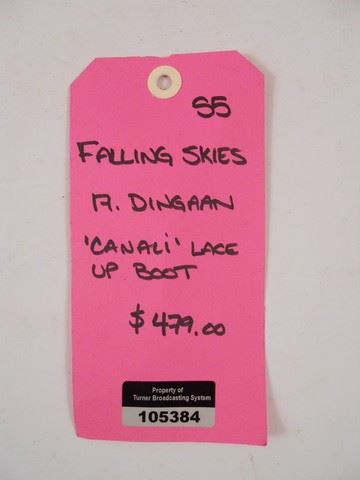 S5
FALLING SKIES
A. DINGAAN
'CANALI' LACE
UP BOOT
$479.00
Property of
Turner Broadcasting System
105384